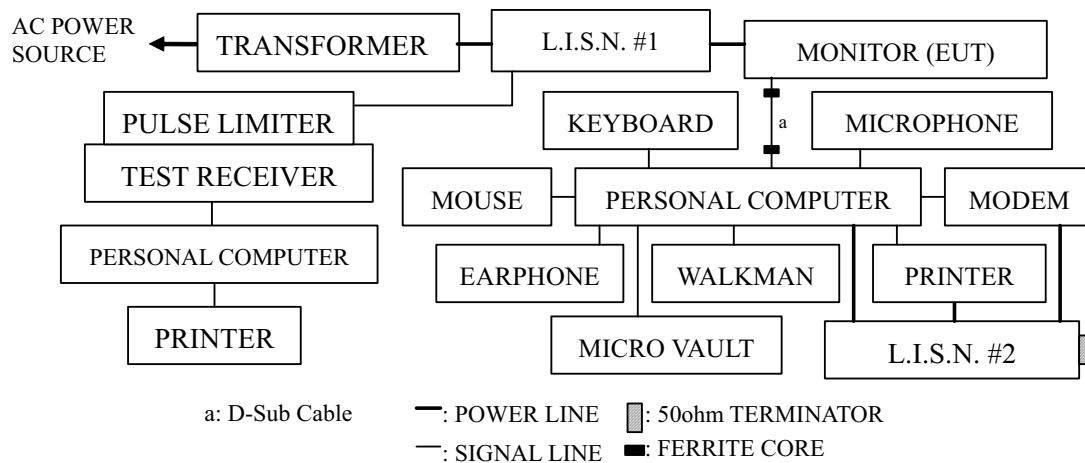 AC POWER
SOURCE
TRANSFORMER
L.I.S.N. #1
MONITOR (EUT)
PULSE LIMITER
KEYBOARD
a
MICROPHONE
TEST RECEIVER
MOUSE
PERSONAL COMPUTER
MODEM
PERSONAL COMPUTER
EARPHONE
WALKMAN
PRINTER
PRINTER
MICRO VAULT
L.I.S.N. #2
a: D-Sub Cable
: POWER LINE
: 50ohm TERMINATOR
: SIGNAL LINE
: FERRITE CORE